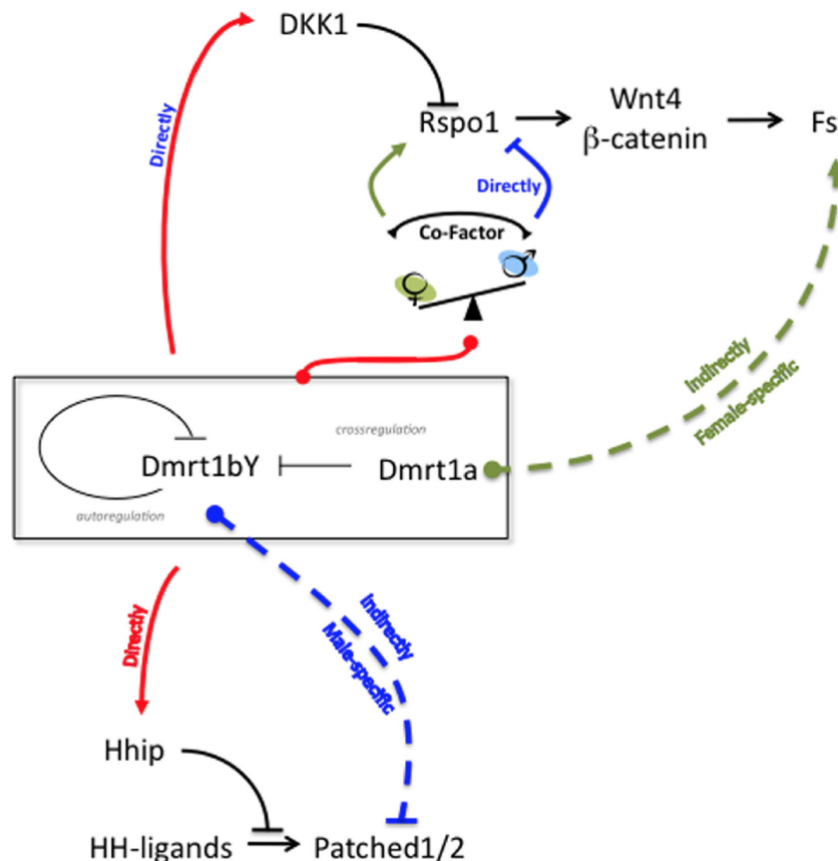 DKK1
Directly
Rspo1
Wnt4
β-catenin
Fs
Directly
Co-Factor
♀
♂
Indirectly
Female-specific
crossregulation
Dmrt1bY
Dmrt1a
autoregulation
Directly
Indirectly
Male-specific
Hhip
HH-ligands
Patched1/2